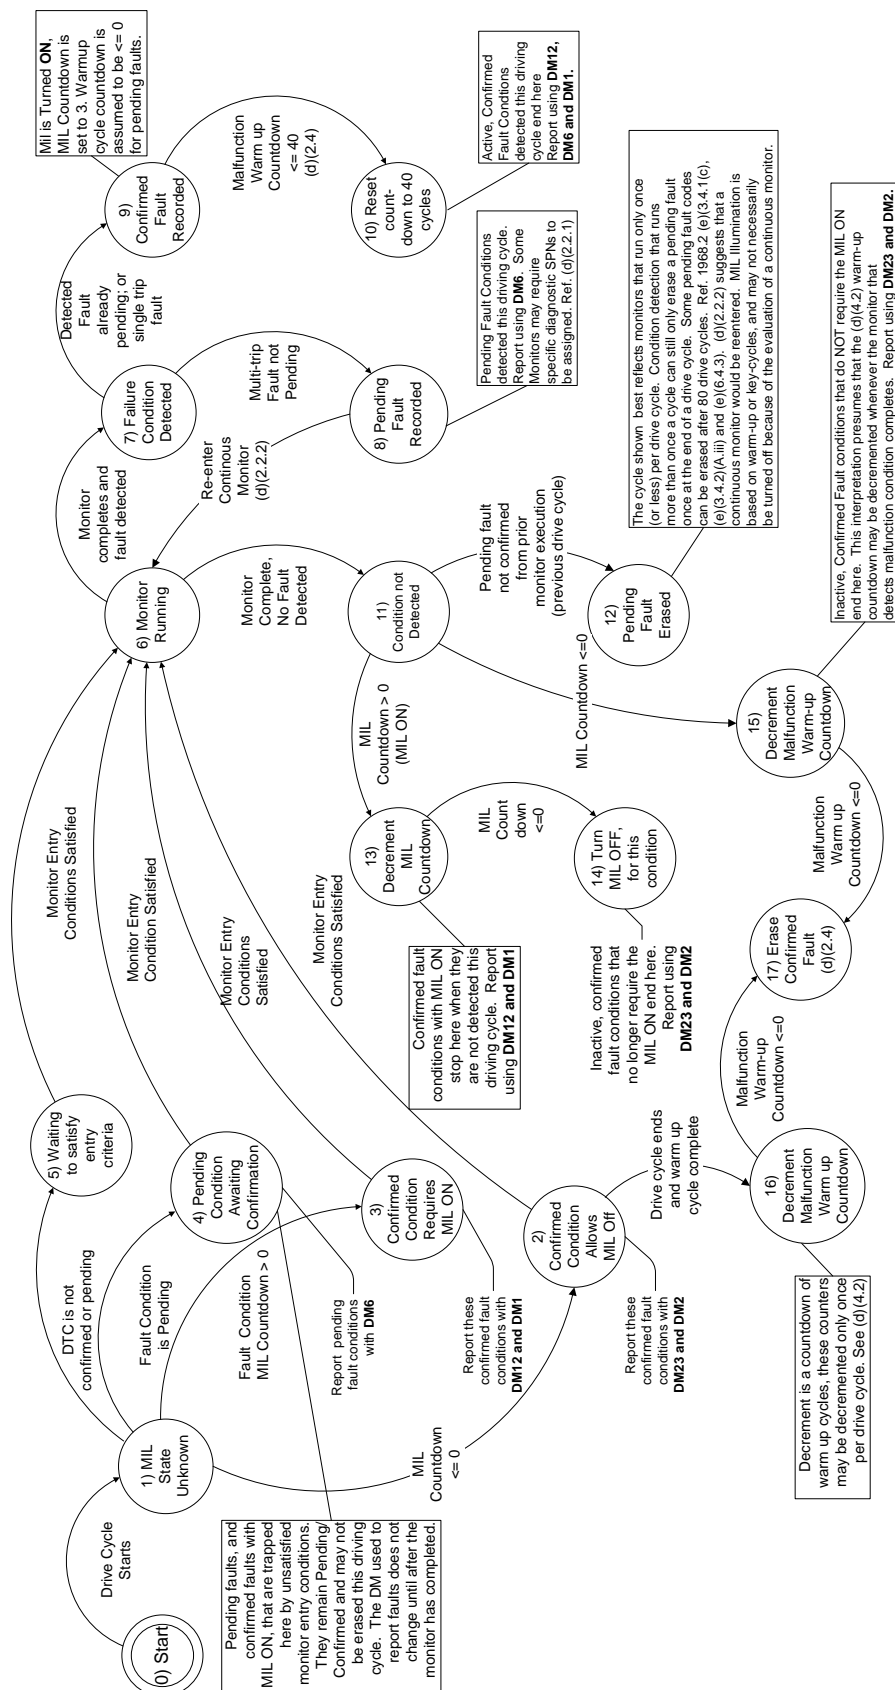 0) Start
Drive Cycle
Starts
1) MIL
State
Unknown
DTC is not
confirmed or pending
Fault Condition
is Pending
Fault  Condition
MIL Countdown > 0
MIL
Countdown
<= 0
Pending faults, and
confirmed faults with
MIL ON, that are trapped
here by unsatisfied
monitor entry conditions.
They remain Pending/
Confirmed and may not
be erased this driving
cycle.  The DM used to
report faults does not
change until after the
monitor has completed.
5) Waiting
to satisfy
entry
criteria
4) Pending
Condition
Awaiting
Confirmation
Report pending
fault conditions
with DM6
3)
Confirmed
Condition
Requires
MIL ON
Report these
confirmed fault
conditions with
DM12 and DM1
2)
Confirmed
Condition
Allows
MIL Off
Report these
confirmed fault
conditions with
DM23 and DM2
Monitor Entry
Conditions Satisfied
Monitor Entry
Condition Satisfied
Monitor Entry
Conditions
Satisfied
Monitor Entry
Conditions Satisfied
Drive cycle ends
and warm up
cycle complete
16)
Decrement
Malfunction
Warm up
Countdown
Decrement is a countdown of
warm up cycles, these counters
may be decremented only once
per drive cycle. See (d)(4.2)
Malfunction
Warm-up
Countdown <=0
17) Erase
Confirmed
Fault
(d)(2.4)
6) Monitor
Running
Monitor
completes and
fault detected
7) Failure
Condition
Detected
Detected
Fault
already
pending; or
single trip
fault
9)
Confirmed
Fault
Recorded
Mil is Turned ON,
MIL Countdown is
set to 3. Warmup
cycle countdown is
assumed to be <= 0
for pending faults.
Malfunction
Warm up
Countdown
<= 40
(d)(2.4)
10) Reset
count-
down to 40
cycles
Active, Confirmed
Fault Condtions
detected this driving
cycle end here
Report using DM12,
DM6 and DM1.
Multi-trip
Fault not
Pending
8) Pending
Fault
Recorded
Pending Fault Conditions
detected this driving cycle.
Report using DM6.  Some
Monitors may require
specific diagnostic SPNs to
be assigned. Ref. (d)(2.2.1)
Re-enter
Continous
Monitor
(d)(2.2.2)
Monitor
Complete,
No Fault
Detected
11)
Condition not
Detected
Pending fault
not confirmed
from prior
monitor execution
(previous drive cycle)
12)
Pending
Fault
Erased
The cycle shown  best reflects monitors that run only once
(or less) per drive cycle.  Condition detection that runs
more than once a cycle can still only erase a pending fault
once at the end of a drive cycle.  Some pending fault codes
can be erased after 80 drive cycles.  Ref. 1968.2 (e)(3.4.1(c),
(e)(3.4.2)(A.iii) and (e)(6.4.3).  (d)(2.2.2) suggests that a
continuous monitor would be reentered.  MIL Illumination is
based on warm-up or key-cycles, and may not necessarily
be turned off because of the evaluation of a continuous monitor.
MIL
Countdown > 0
(MIL ON)
13)
Decrement
MIL
Countdown
Confirmed fault
conditions with MIL ON
stop here when they
are not detected this
driving cycle.  Report
using DM12 and DM1
MIL
Count
down
<=0
14) Turn
MIL OFF,
for this
condition
Inactive, confirmed
fault conditions that
no longer require the
MIL ON end here.
Report using
DM23 and DM2
MIL Countdown <=0
15)
Decrement
Malfunction
Warm-up
Countdown
Inactive, Confirmed Fault conditions that do NOT require the MIL ON
end here.  This interpretation presumes that the (d)(4.2) warm-up
countdown may be decremented whenever the monitor that
detects malfunction condition completes.  Report using DM23 and DM2.
Malfunction
Warm up
Countdown <=0